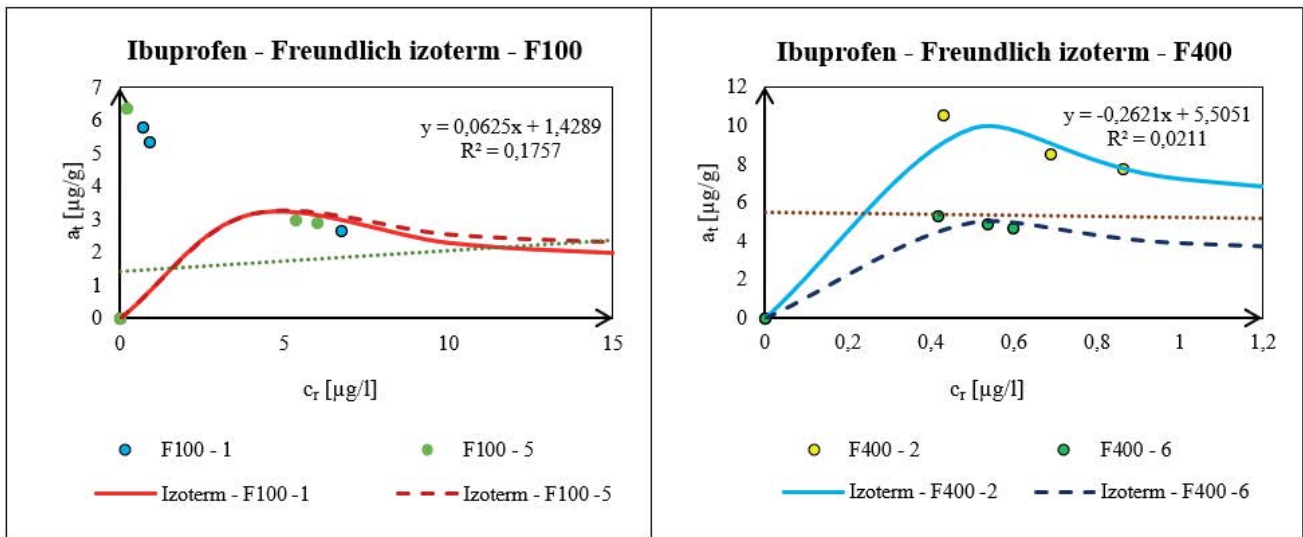 Ibuprofen - Freundlich izoterm - F100
7
6
5
4
3
2
1
0
a_t [µg/g]
y = 0,0625x + 1,4289
R² = 0,1757
0 5 10 15
c_r [µg/l]
F100 - 1 F100 - 5
Izoterm - F100 -1 Izoterm - F100 -5
Ibuprofen - Freundlich izoterm - F400
12
10
8
6
4
2
0
a_t [µg/g]
y = -0,2621x + 5,5051
R² = 0,0211
0 0,2 0,4 0,6 0,8 1 1,2
c_r [µg/l]
F400 - 2 F400 - 6
Izoterm - F400 -2 Izoterm - F400 -6